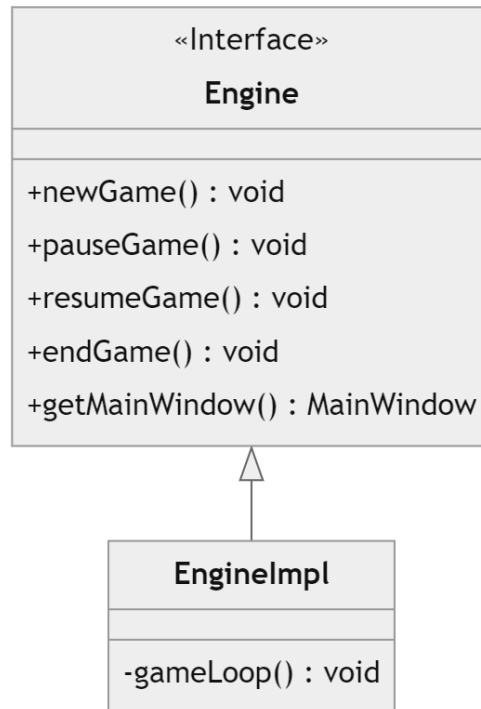 «Interface»
Engine
+newGame() : void
+pauseGame() : void
+resumeGame() : void
+endGame() : void
+getMainWindow() : MainWindow
EngineImpl
-gameLoop() : void